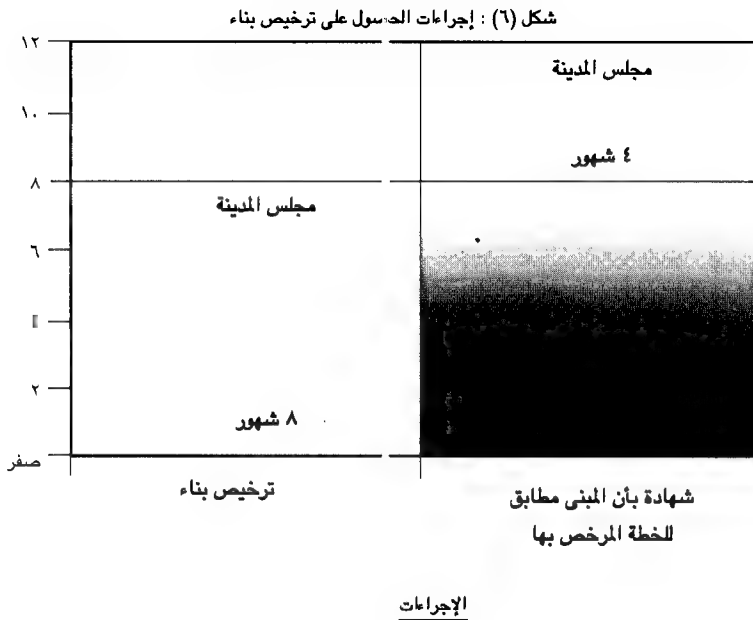 شكل (٦) : إجراءات الحصول على ترخيص بناء
١٢
١٠
٨
٦
٢
صفر
مجلس المدينة
٤ شهور
مجلس المدينة
٨ شهور
ترخيص بناء
شهادة بأن المبنى مطابق
للخطة المرخص بها
الإجراءات